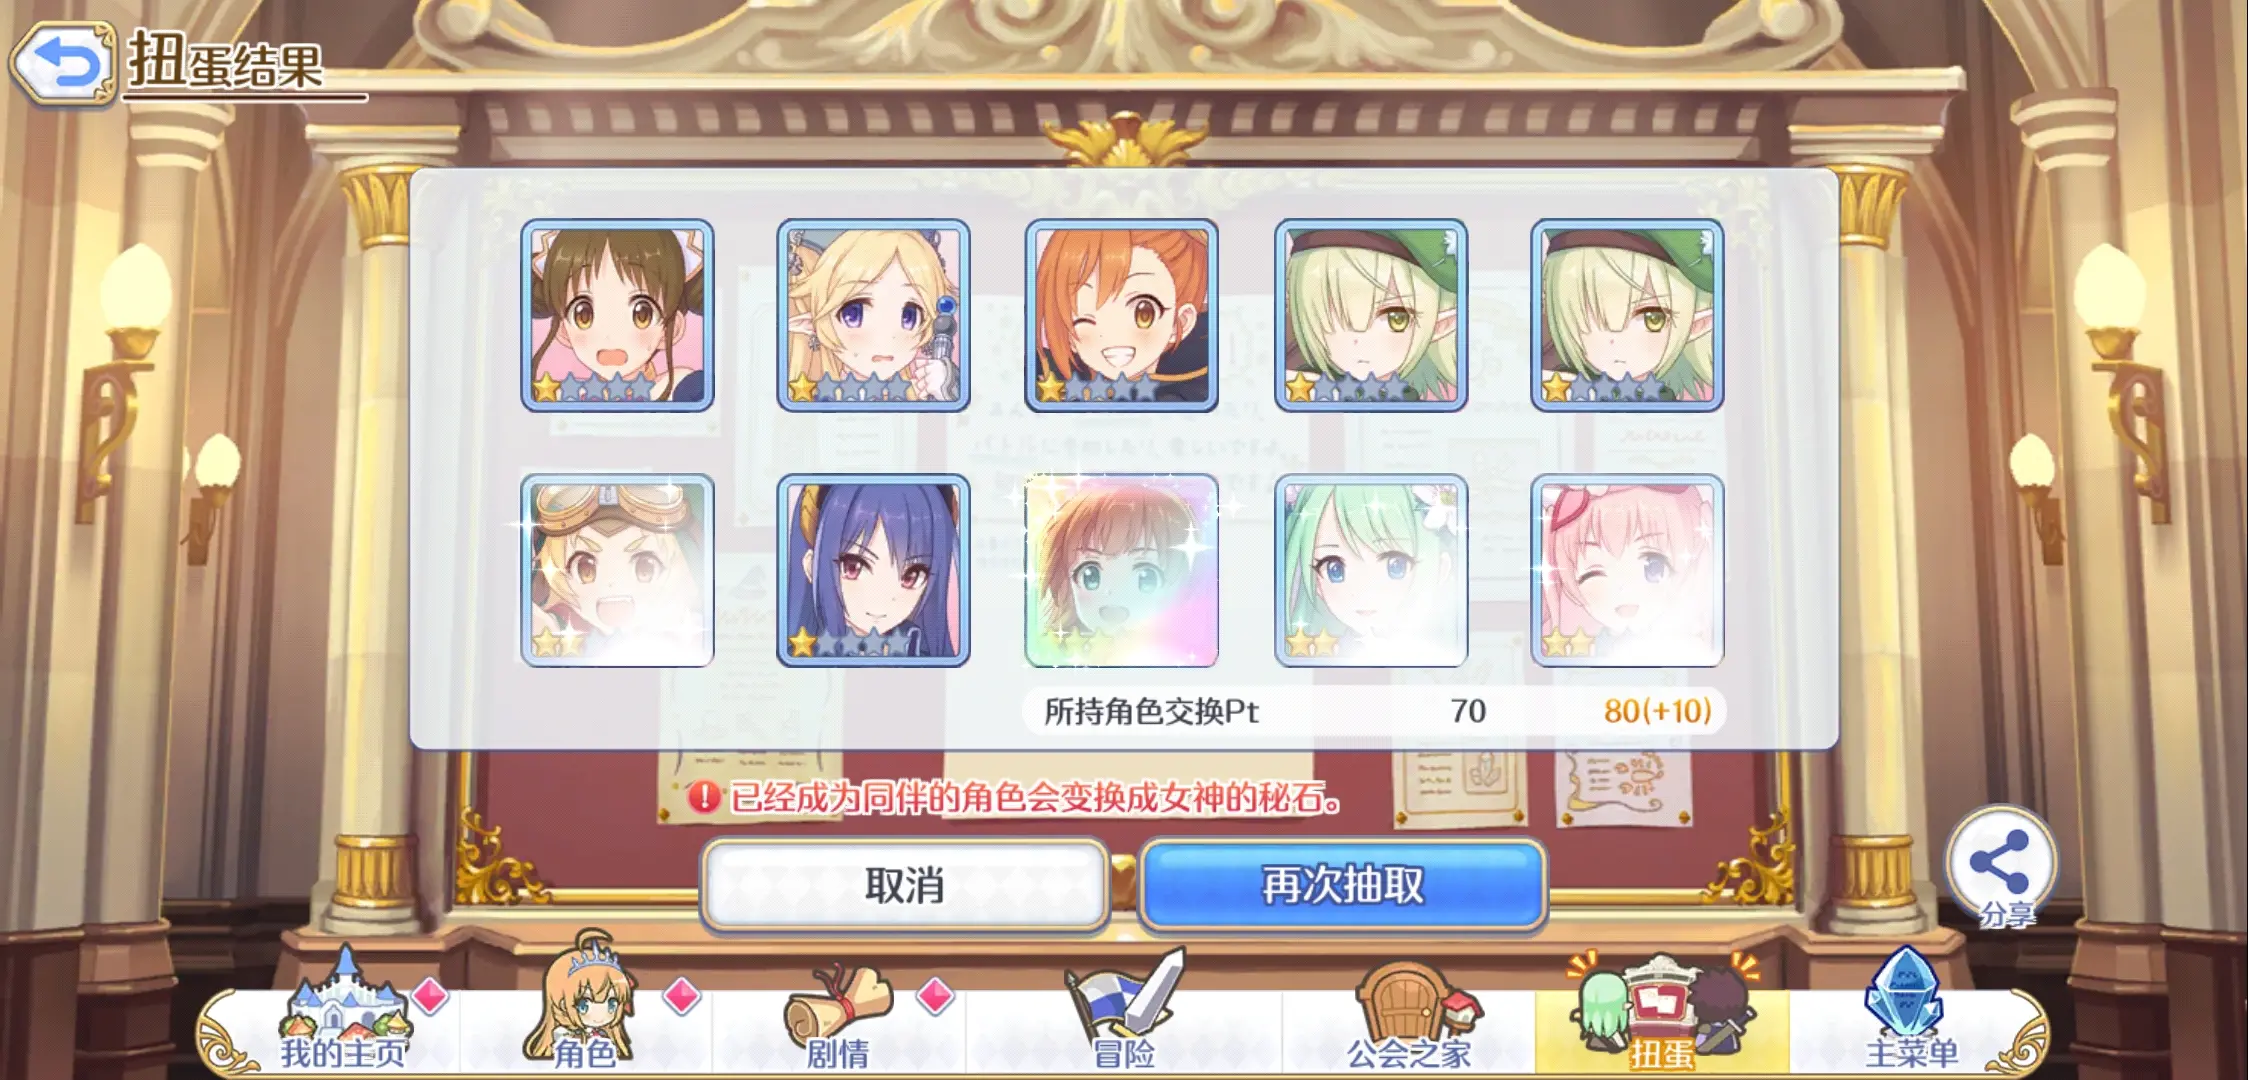 扭蛋结果
所持角色交换Pt 70 80(+10)
已经成为同伴的角色会变换成女神的秘石。
取消
再次抽取
分享
我的主页
角色
剧情
冒险
公会之家
扭蛋
主菜单